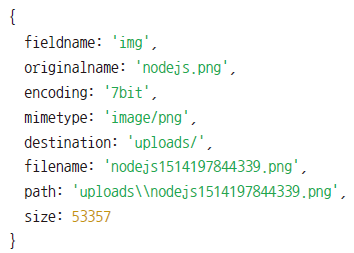 {
  fieldname: 'img',
  originalname: 'nodejs.png',
  encoding: '7bit',
  mimetype: 'image/png',
  destination: 'uploads/',
  filename: 'nodejs1514197844339.png',
  path: 'uploads\\nodejs1514197844339.png',
  size: 53357
}